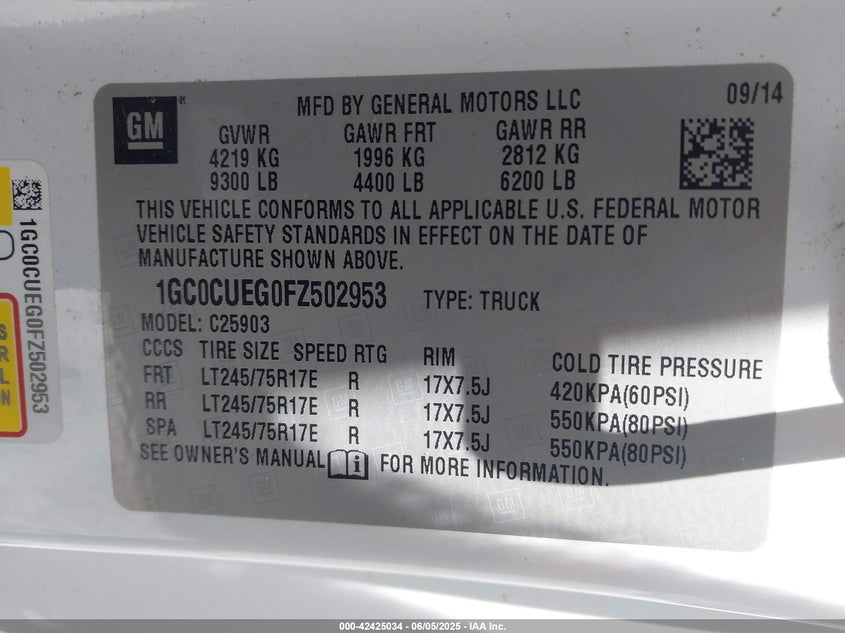 GM
®
MFD BY GENERAL MOTORS LLC
09/14
GVWR GAWR FRT GAWR RR
4219 KG 1996 KG 2812 KG
9300 LB 4400 LB 6200 LB
THIS VEHICLE CONFORMS TO ALL APPLICABLE U.S. FEDERAL MOTOR
VEHICLE SAFETY STANDARDS IN EFFECT ON THE DATE OF
MANUFACTURE SHOWN ABOVE.
1GC0CUEG0FZ502953 TYPE: TRUCK
MODEL: C25903
CCCS TIRE SIZE SPEED RTG RIM COLD TIRE PRESSURE
FRT LT245/75R17E R 17X7.5J 420KPA(60PSI)
RR LT245/75R17E R 17X7.5J 550KPA(80PSI)
SPA LT245/75R17E R 17X7.5J 550KPA(80PSI)
SEE OWNER'S MANUAL FOR MORE INFORMATION.
1GC0CUEG0FZ502953
000-42425034 - 06/05/2025 - IAA Inc.